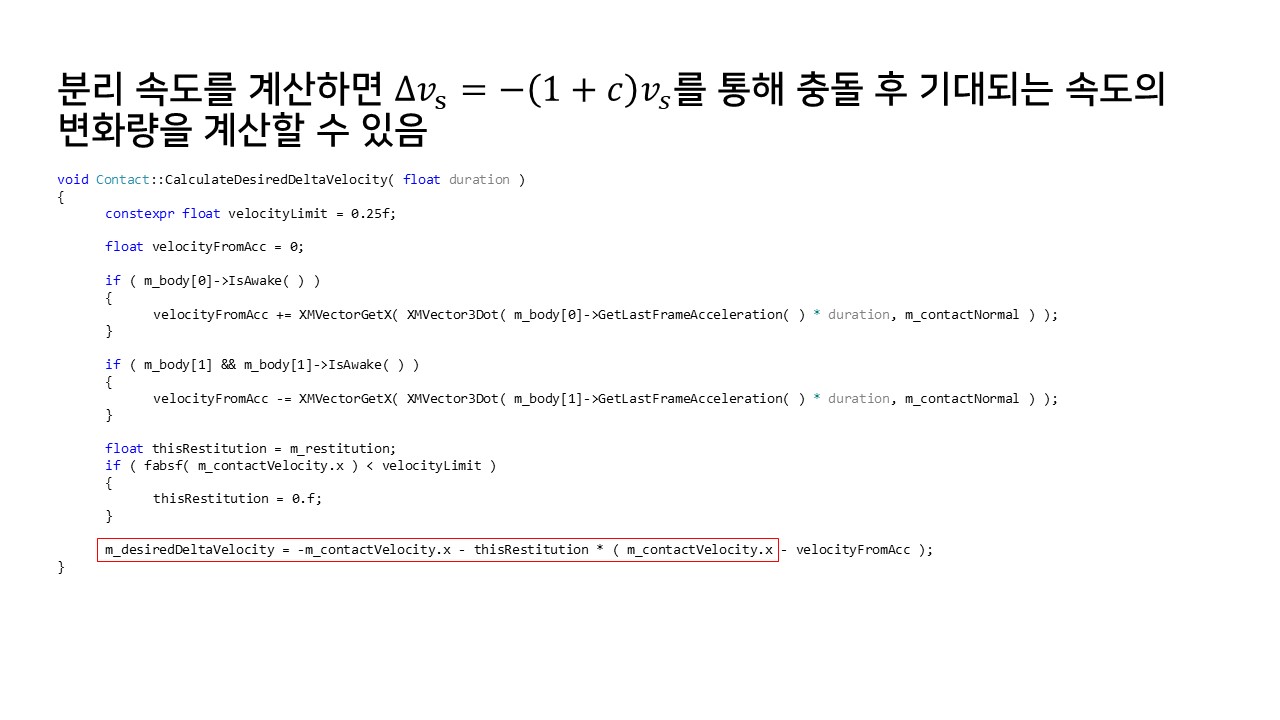 분리 속도를 계산하면 Δvₛ = −(1 + c)vₛ를 통해 충돌 후 기대되는 속도의
변화량을 계산할 수 있음
void Contact::CalculateDesiredDeltaVelocity( float duration )
{
constexpr float velocityLimit = 0.25f;
float velocityFromAcc = 0;
if ( m_body[0]->IsAwake( ) )
{
velocityFromAcc += XMVectorGetX( XMVector3Dot( m_body[0]->GetLastFrameAcceleration( ) * duration, m_contactNormal ) );
}
if ( m_body[1] && m_body[1]->IsAwake( ) )
{
velocityFromAcc -= XMVectorGetX( XMVector3Dot( m_body[1]->GetLastFrameAcceleration( ) * duration, m_contactNormal ) );
}
float thisRestitution = m_restitution;
if ( fabsf( m_contactVelocity.x ) < velocityLimit )
{
thisRestitution = 0.f;
}
m_desiredDeltaVelocity = -m_contactVelocity.x - thisRestitution * ( m_contactVelocity.x - velocityFromAcc );
}